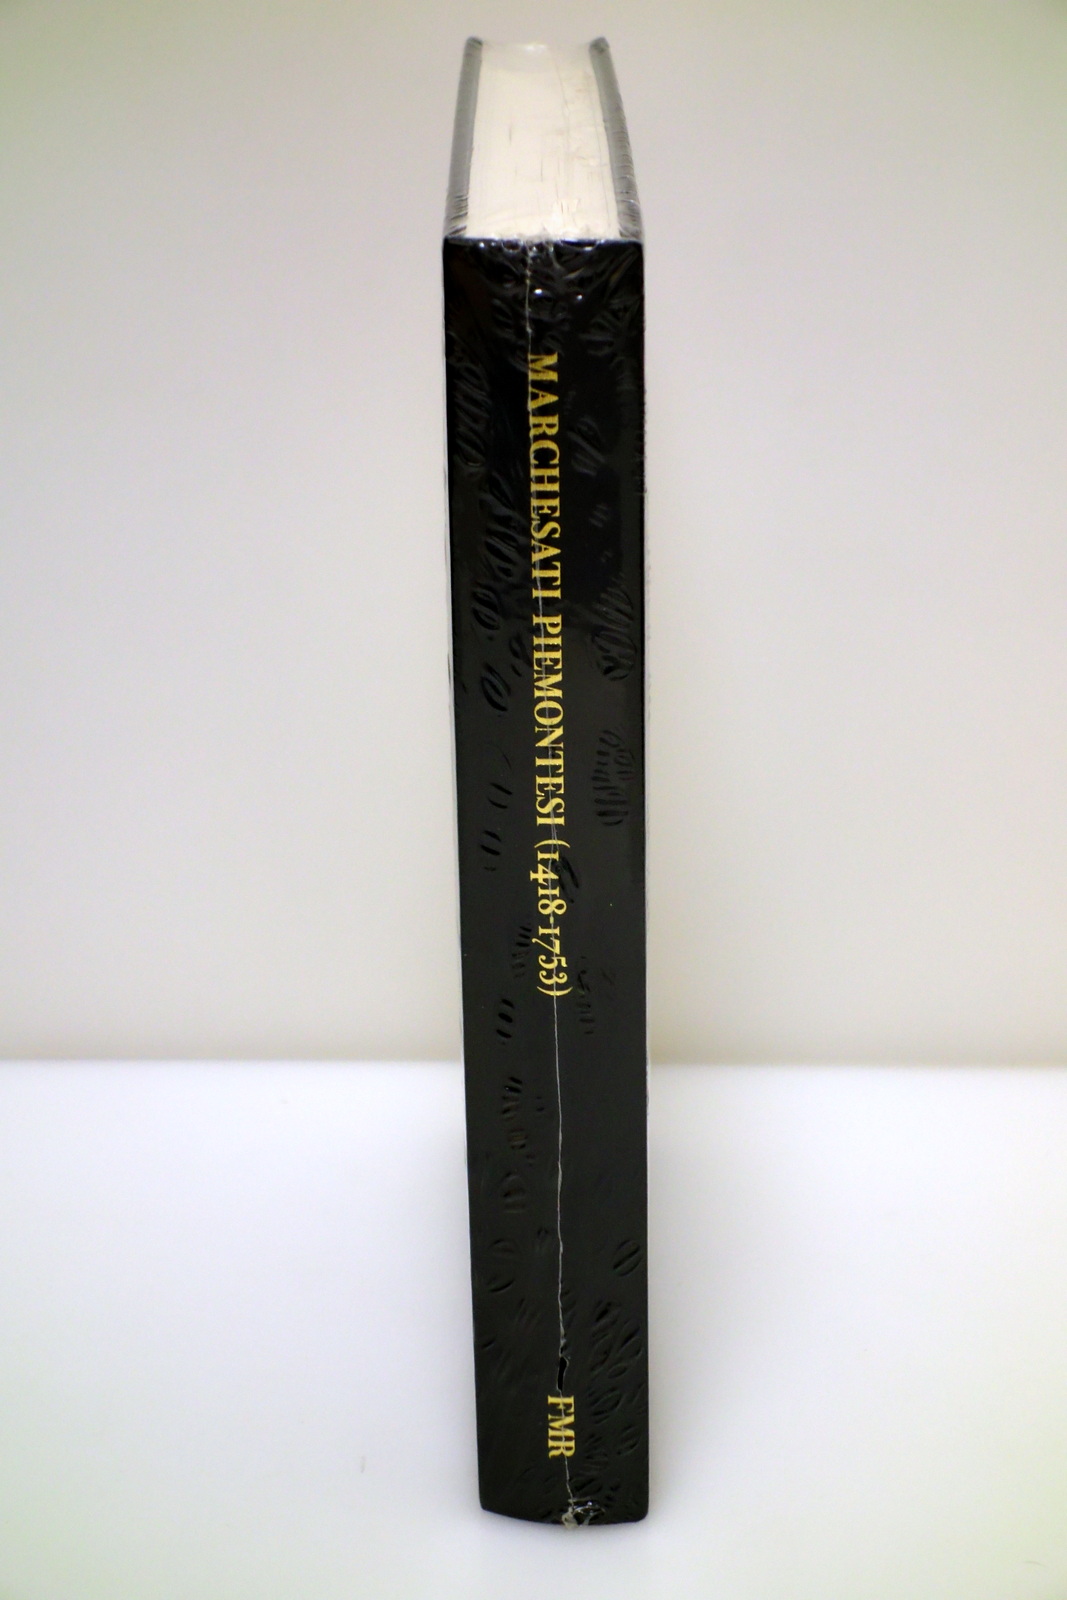 MARCHESATI PIEMONTESI (1418-1753)
FMR